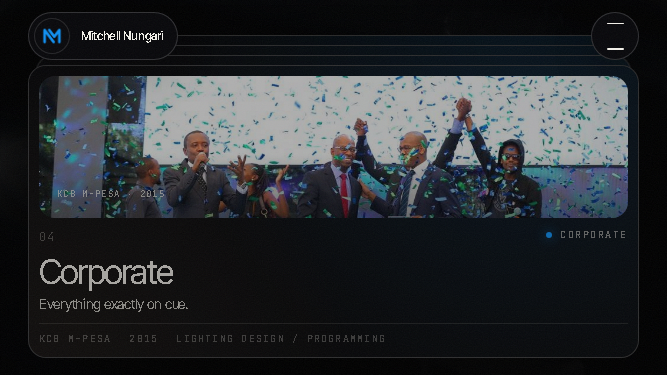 Mitchell Nungari
KCB M-PESA 2015
04
CORPORATE
Corporate
Everything exactly on cue.
KCB M-PESA 2015 LIGHTING DESIGN / PROGRAMMING